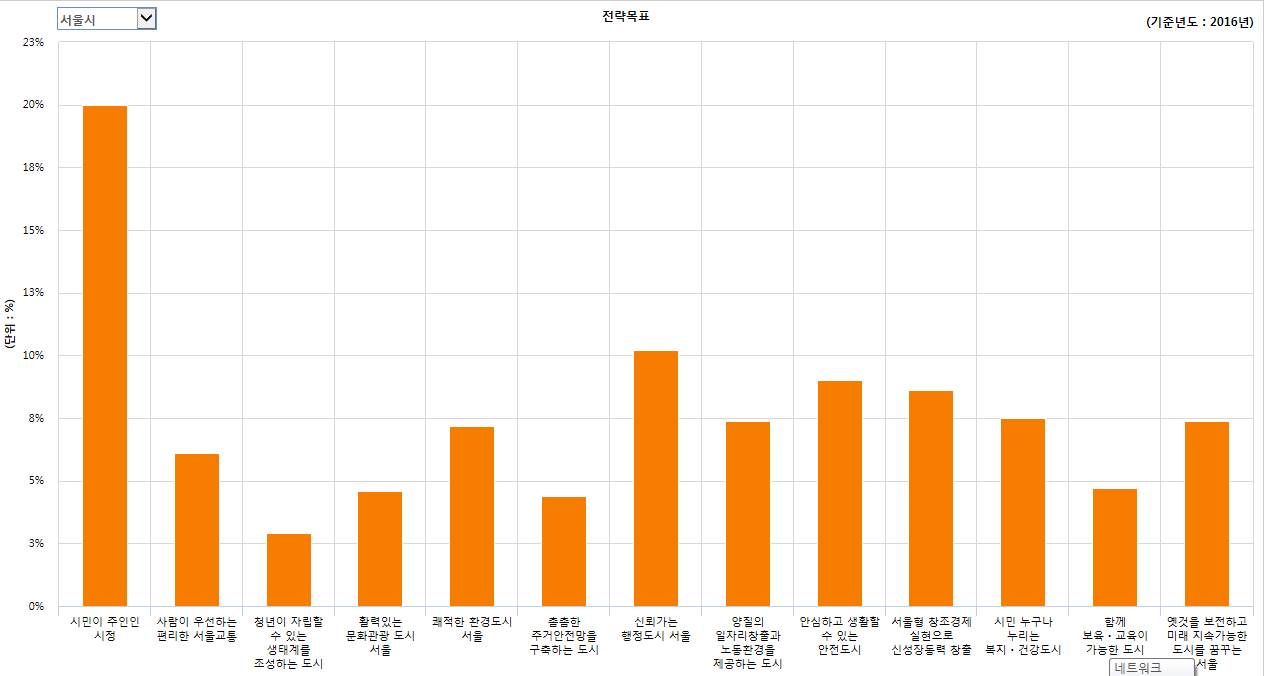 서울시
전략목표
(기준년도 : 2016년)
23%
20%
18%
15%
13%
10%
8%
5%
3%
0%
(단위 : %)
시민이 주인인
시정
사람이 우선하는
편리한 서울교통
청년이 자립할
수 있는
생태계를
조성하는 도시
활력있는
문화관광 도시
서울
쾌적한 환경도시
서울
촘촘한
주거안전망을
구축하는 도시
신뢰가는
행정도시 서울
양질의
일자리창출과
노동환경을
제공하는 도시
안심하고 생활할
수 있는
안전도시
서울형 창조경제
실현으로
신성장동력 창출
시민 누구나
누리는
복지·건강도시
함께
보육·교육이
가능한 도시
옛것을 보전하고
미래 지속가능한
도시를 꿈꾸는
서울
네트워크